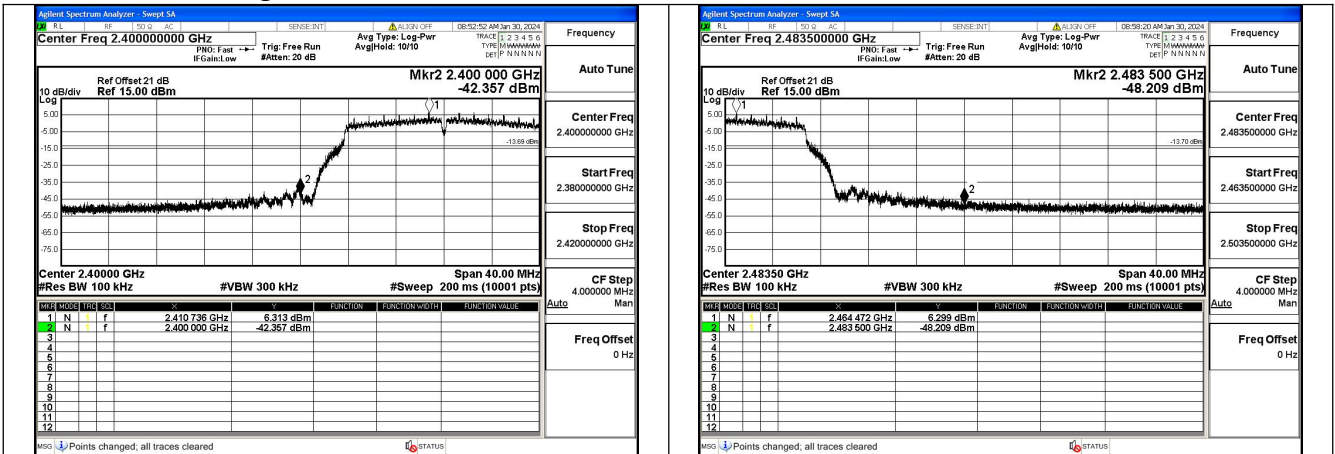 Agilent Spectrum Analyzer - Swept SA
RL RF 50 Ω AC SENSE:INT ALIGN OFF 08:52:52 AM Jan 30, 2024
Center Freq 2.400000000 GHz
PNO: Fast
IFGain:Low
Trig: Free Run
#Atten: 20 dB
Avg Type: Log-Pwr
Avg|Hold: 10/10
TRACE 1 2 3 4 5 6
TYPE M
DET P N N N N N
Ref Offset 21 dB
10 dB/div Ref 15.00 dBm
Log
Mkr2 2.400 000 GHz
-42.357 dBm
5.00
-5.00
-15.0
-25.0
-35.0
-45.0
-55.0
-65.0
-75.0
1
2
-13.69 dBm
Center 2.40000 GHz Span 40.00 MHz
#Res BW 100 kHz #VBW 300 kHz #Sweep 200 ms (10001 pts)
MKR MODE TRC SCL X Y FUNCTION FUNCTION WIDTH FUNCTION VALUE
1 N 1 f 2.410 736 GHz 6.313 dBm
2 N 1 f 2.400 000 GHz -42.357 dBm
3
4
5
6
7
8
9
10
11
12
MSG Points changed; all traces cleared STATUS
Frequency
Auto Tune
Center Freq
2.400000000 GHz
Start Freq
2.380000000 GHz
Stop Freq
2.420000000 GHz
CF Step
4.000000 MHz
Auto Man
Freq Offset
0 Hz
Agilent Spectrum Analyzer - Swept SA
RL RF 50 Ω AC SENSE:INT ALIGN OFF 08:59:20 AM Jan 30, 2024
Center Freq 2.483500000 GHz
PNO: Fast
IFGain:Low
Trig: Free Run
#Atten: 20 dB
Avg Type: Log-Pwr
Avg|Hold: 10/10
TRACE 1 2 3 4 5 6
TYPE M
DET P N N N N N
Ref Offset 21 dB
10 dB/div Ref 15.00 dBm
Log
Mkr2 2.483 500 GHz
-48.209 dBm
5.00
-5.00
-15.0
-25.0
-35.0
-45.0
-55.0
-65.0
-75.0
1
2
-13.70 dBm
Center 2.48350 GHz Span 40.00 MHz
#Res BW 100 kHz #VBW 300 kHz #Sweep 200 ms (10001 pts)
MKR MODE TRC SCL X Y FUNCTION FUNCTION WIDTH FUNCTION VALUE
1 N 1 f 2.464 472 GHz 6.299 dBm
2 N 1 f 2.483 500 GHz -48.209 dBm
3
4
5
6
7
8
9
10
11
12
MSG Points changed; all traces cleared STATUS
Frequency
Auto Tune
Center Freq
2.483500000 GHz
Start Freq
2.463500000 GHz
Stop Freq
2.503500000 GHz
CF Step
4.000000 MHz
Auto Man
Freq Offset
0 Hz